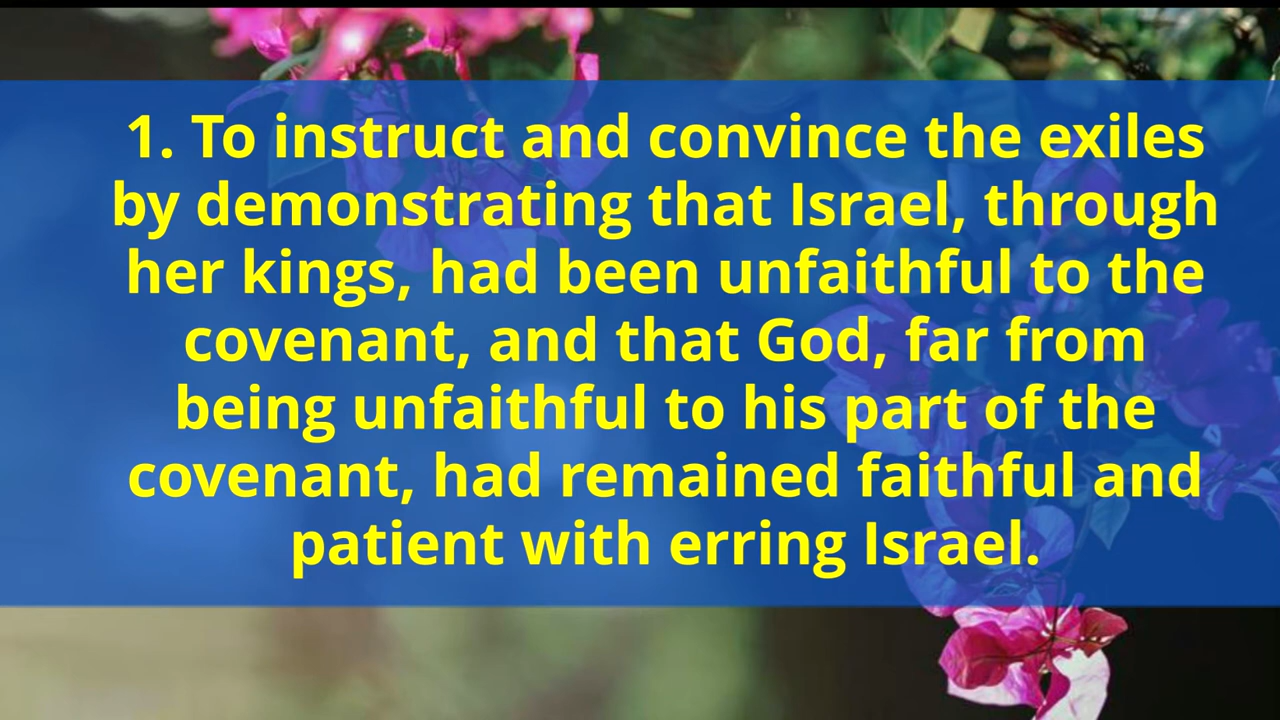 1. To instruct and convince the exiles
by demonstrating that Israel, through
her kings, had been unfaithful to the
covenant, and that God, far from
being unfaithful to his part of the
covenant, had remained faithful and
patient with erring Israel.